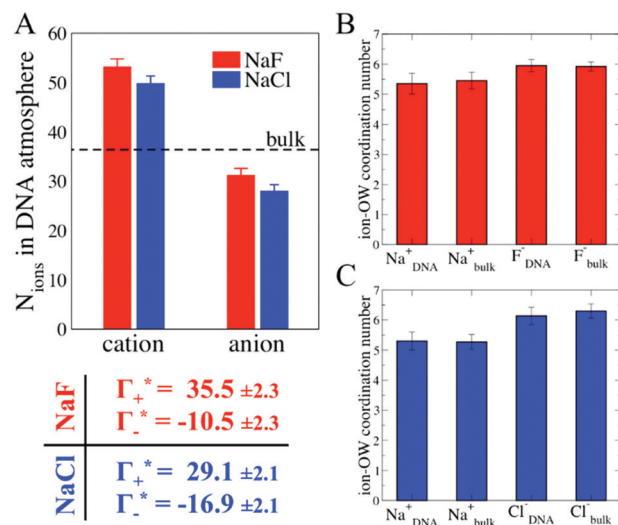 A
N_ions in DNA atmosphere
60
50
40
30
20
10
0
NaF
NaCl
bulk
cation
anion
NaF
Γ₊* = 35.5 ±2.3
Γ₋* = -10.5 ±2.3
NaCl
Γ₊* = 29.1 ±2.1
Γ₋* = -16.9 ±2.1
B
ion-OW coordination number
7
6
5
4
3
2
1
0
Na⁺DNA
Na⁺bulk
F⁻DNA
F⁻bulk
C
ion-OW coordination number
7
6
5
4
3
2
1
0
Na⁺DNA
Na⁺bulk
Cl⁻DNA
Cl⁻bulk